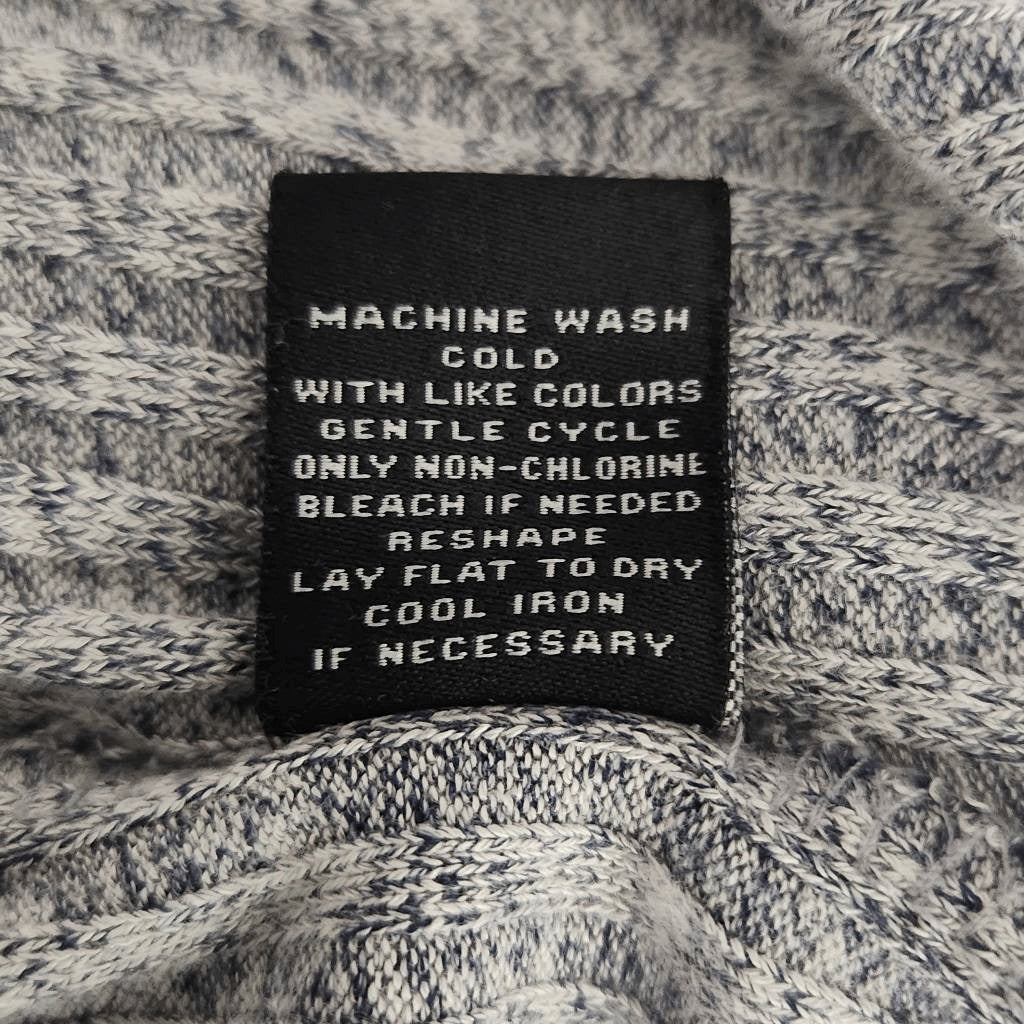 MACHINE WASH
COLD
WITH LIKE COLORS
GENTLE CYCLE
ONLY NON-CHLORINE
BLEACH IF NEEDED
RESHAPE
LAY FLAT TO DRY
COOL IRON
IF NECESSARY